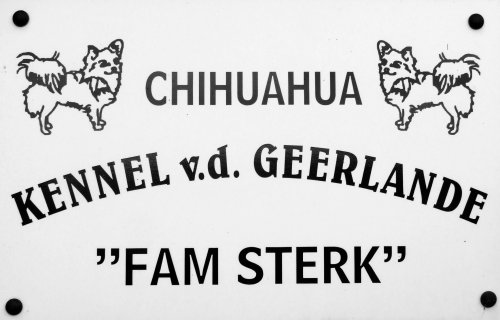 CHIHUAHUA
KENNEL v.d. GEERLANDE
”FAM STERK”